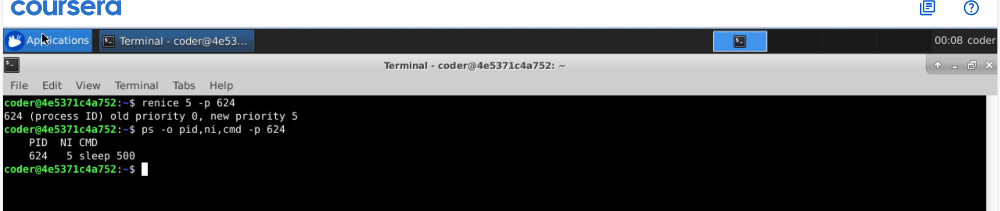 coursera
Applications
Terminal - coder@4e53...
00:08 coder
Terminal - coder@4e5371c4a752: ~
File Edit View Terminal Tabs Help
coder@4e5371c4a752:~$ renice 5 -p 624
624 (process ID) old priority 0, new priority 5
coder@4e5371c4a752:~$ ps -o pid,ni,cmd -p 624
    PID  NI CMD
    624   5 sleep 500
coder@4e5371c4a752:~$